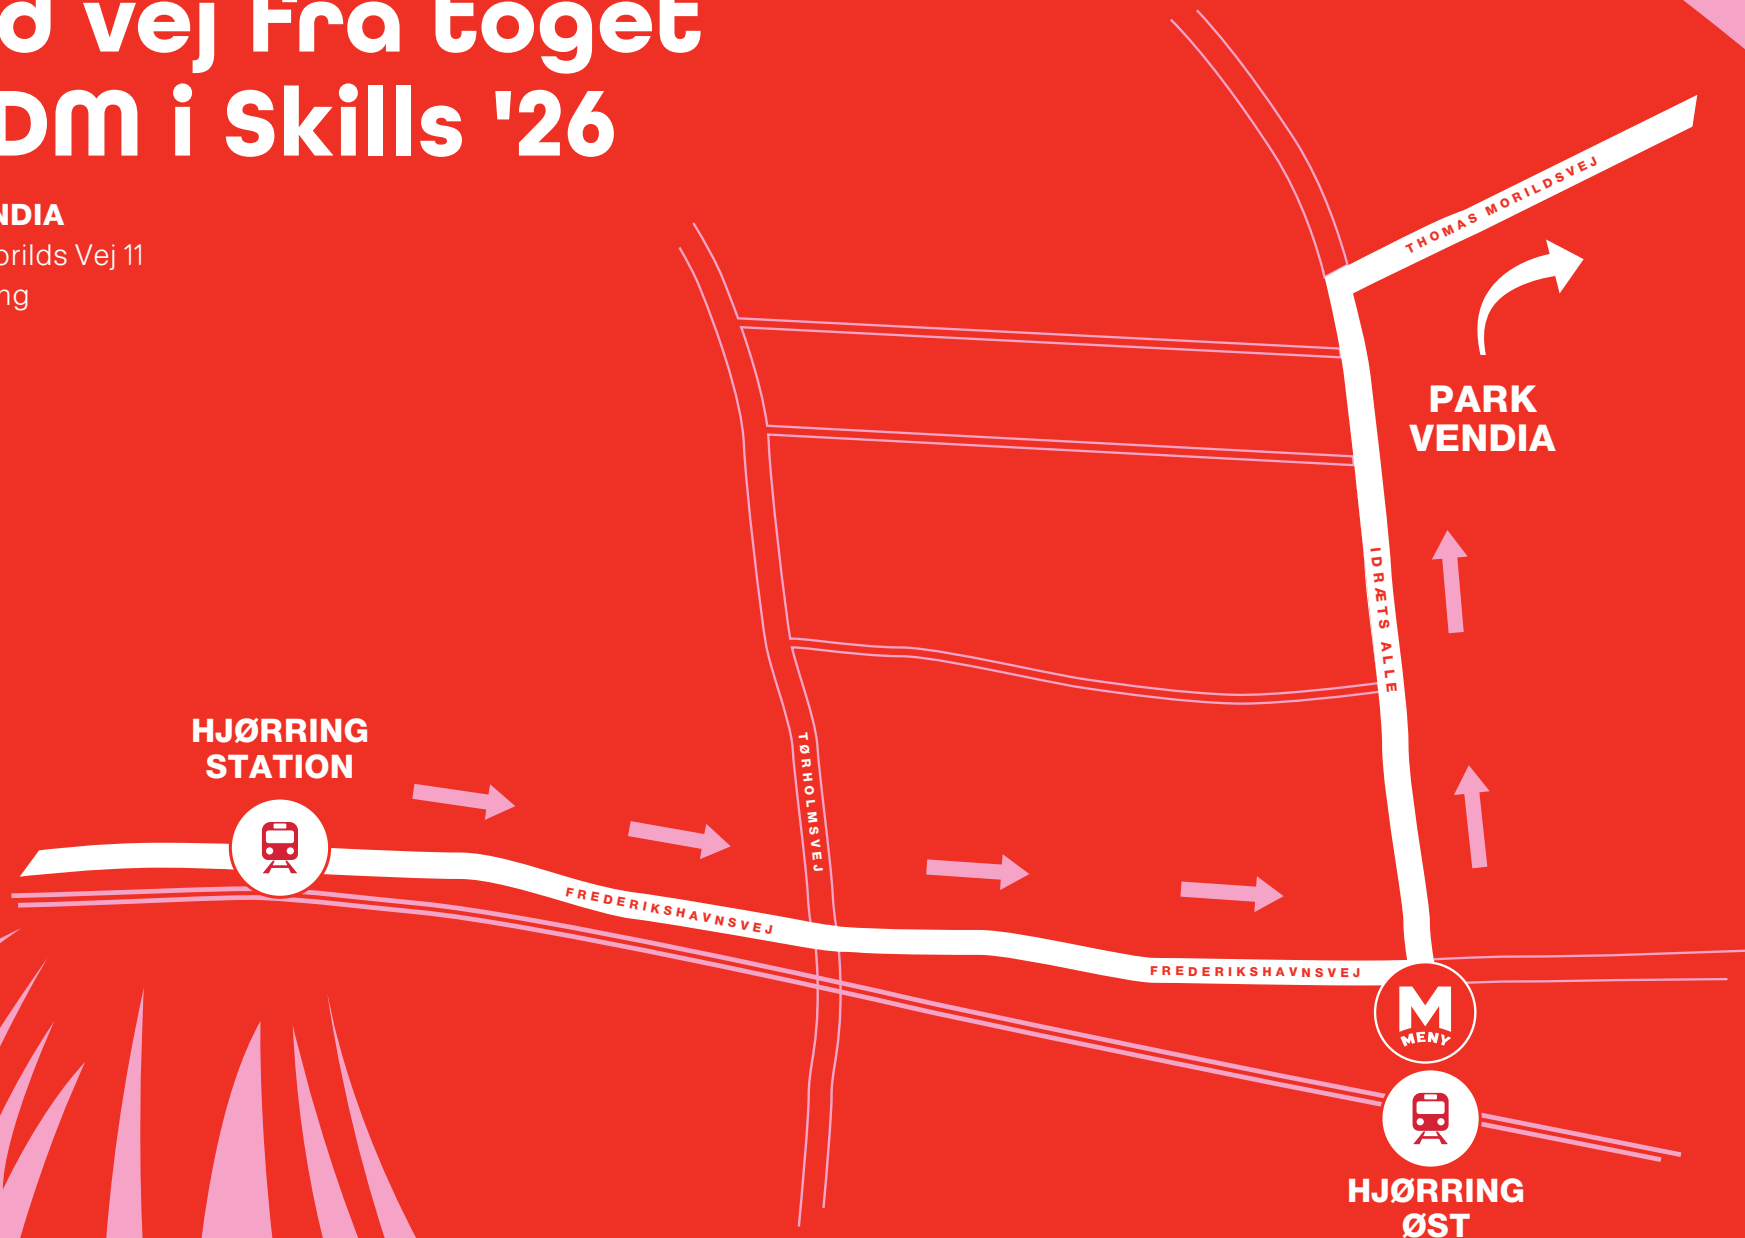 d vej fra toget
DM i Skills '26
NDIA
orilds Vej 11
ng
THOMAS MORILDSVEJ
PARK
VENDIA
IDRÆTS ALLE
HJØRRING
STATION
TØRHOLMSVEJ
FREDERIKSHAVNSVEJ
FREDERIKSHAVNSVEJ
M
MENY
HJØRRING
ØST